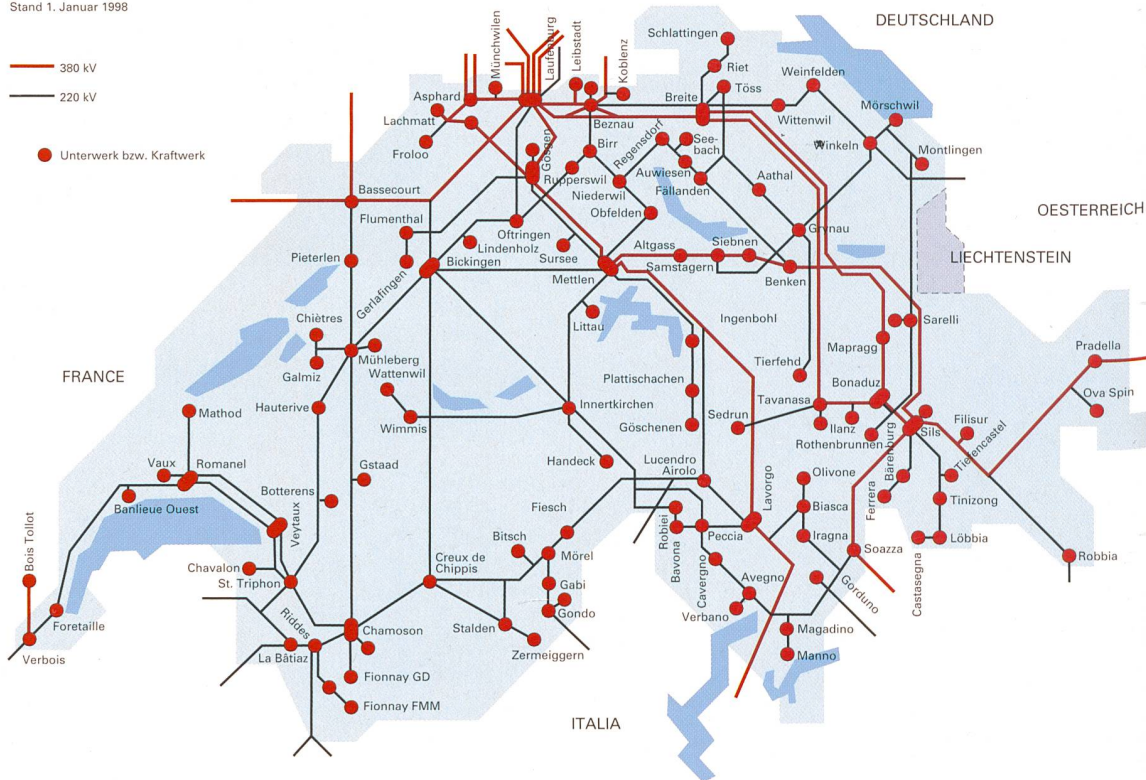 Stand 1. Januar 1998
380 kV
220 kV
Unterwerk bzw. Kraftwerk
DEUTSCHLAND
OESTERREICH
LIECHTENSTEIN
FRANCE
ITALIA
Münchwilen
Laufenburg
Leibstadt
Koblenz
Schlattingen
Riet
Töss
Weinfelden
Mörschwil
Asphard
Lachmatt
Froloo
Beznau
Breite
Wittenwil
Winkeln
Montlingen
Gösgen
Birr
Regensdorf
See-
bach
Bassecourt
Rupperswil
Niederwil
Auwiesen
Fällanden
Aathal
Flumenthal
Obfelden
Grynau
Oftringen
Lindenholz
Sursee
Altgass
Siebnen
Pieterlen
Gerlafingen
Bickingen
Mettlen
Samstagern
Benken
Chiètres
Littau
Ingenbohl
Sarelli
Galmiz
Mühleberg
Wattenwil
Plattischachen
Tierfehd
Mapragg
Pradella
Mathod
Hauterive
Wimmis
Innertkirchen
Göschenen
Sedrun
Tavanasa
Bonaduz
Ova Spin
Ilanz
Rothenbrunnen
Sils
Filisur
Vaux
Romanel
Gstaad
Handeck
Lucendro
Airolo
Lavorgo
Olivone
Bärenburg
Tiefencastel
Banlieue Ouest
Botterens
Veytaux
Fiesch
Biasca
Ferrera
Tinizong
Bois Tollot
Chavalon
St. Triphon
Creux de
Chippis
Bitsch
Mörel
Robiei
Bavona
Peccia
Iragna
Soazza
Castasegna
Löbbia
Robbia
Gabi
Cavergno
Avegno
Gorduno
Foretaille
Verbois
Riddes
Chamoson
Stalden
Gondo
Verbano
Magadino
La Bâtiaz
Zermeiggern
Manno
Fionnay GD
Fionnay FMM